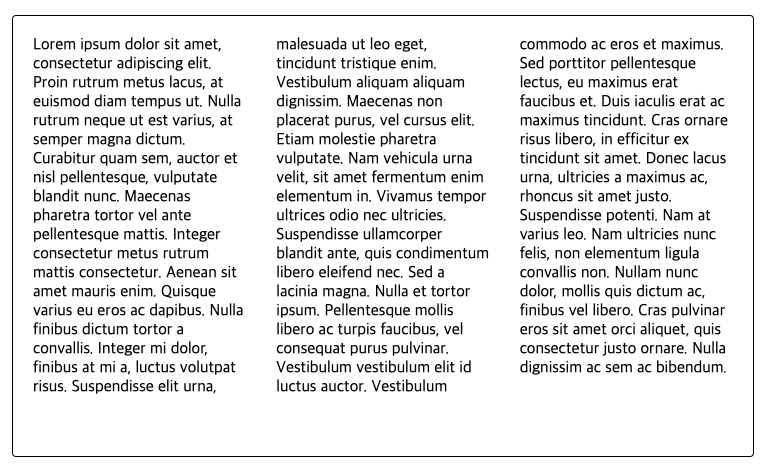 Lorem ipsum dolor sit amet,
consectetur adipiscing elit.
Proin rutrum metus lacus, at
euismod diam tempus ut. Nulla
rutrum neque ut est varius, at
semper magna dictum.
Curabitur quam sem, auctor et
nisl pellentesque, vulputate
blandit nunc. Maecenas
pharetra tortor vel ante
pellentesque mattis. Integer
consectetur metus rutrum
mattis consectetur. Aenean sit
amet mauris enim. Quisque
varius eu eros ac dapibus. Nulla
finibus dictum tortor a
convallis. Integer mi dolor,
finibus at mi a, luctus volutpat
risus. Suspendisse elit urna,
malesuada ut leo eget,
tincidunt tristique enim.
Vestibulum aliquam aliquam
dignissim. Maecenas non
placerat purus, vel cursus elit.
Etiam molestie pharetra
vulputate. Nam vehicula urna
velit, sit amet fermentum enim
elementum in. Vivamus tempor
ultrices odio nec ultricies.
Suspendisse ullamcorper
blandit ante, quis condimentum
libero eleifend nec. Sed a
lacinia magna. Nulla et tortor
ipsum. Pellentesque mollis
libero ac turpis faucibus, vel
consequat purus pulvinar.
Vestibulum vestibulum elit id
luctus auctor. Vestibulum
commodo ac eros et maximus.
Sed porttitor pellentesque
lectus, eu maximus erat
faucibus et. Duis iaculis erat ac
maximus tincidunt. Cras ornare
risus libero, in efficitur ex
tincidunt sit amet. Donec lacus
urna, ultricies a maximus ac,
rhoncus sit amet justo.
Suspendisse potenti. Nam at
varius leo. Nam ultricies nunc
felis, non elementum ligula
convallis non. Nullam nunc
dolor, mollis quis dictum ac,
finibus vel libero. Cras pulvinar
eros sit amet orci aliquet, quis
consectetur justo ornare. Nulla
dignissim ac sem ac bibendum.